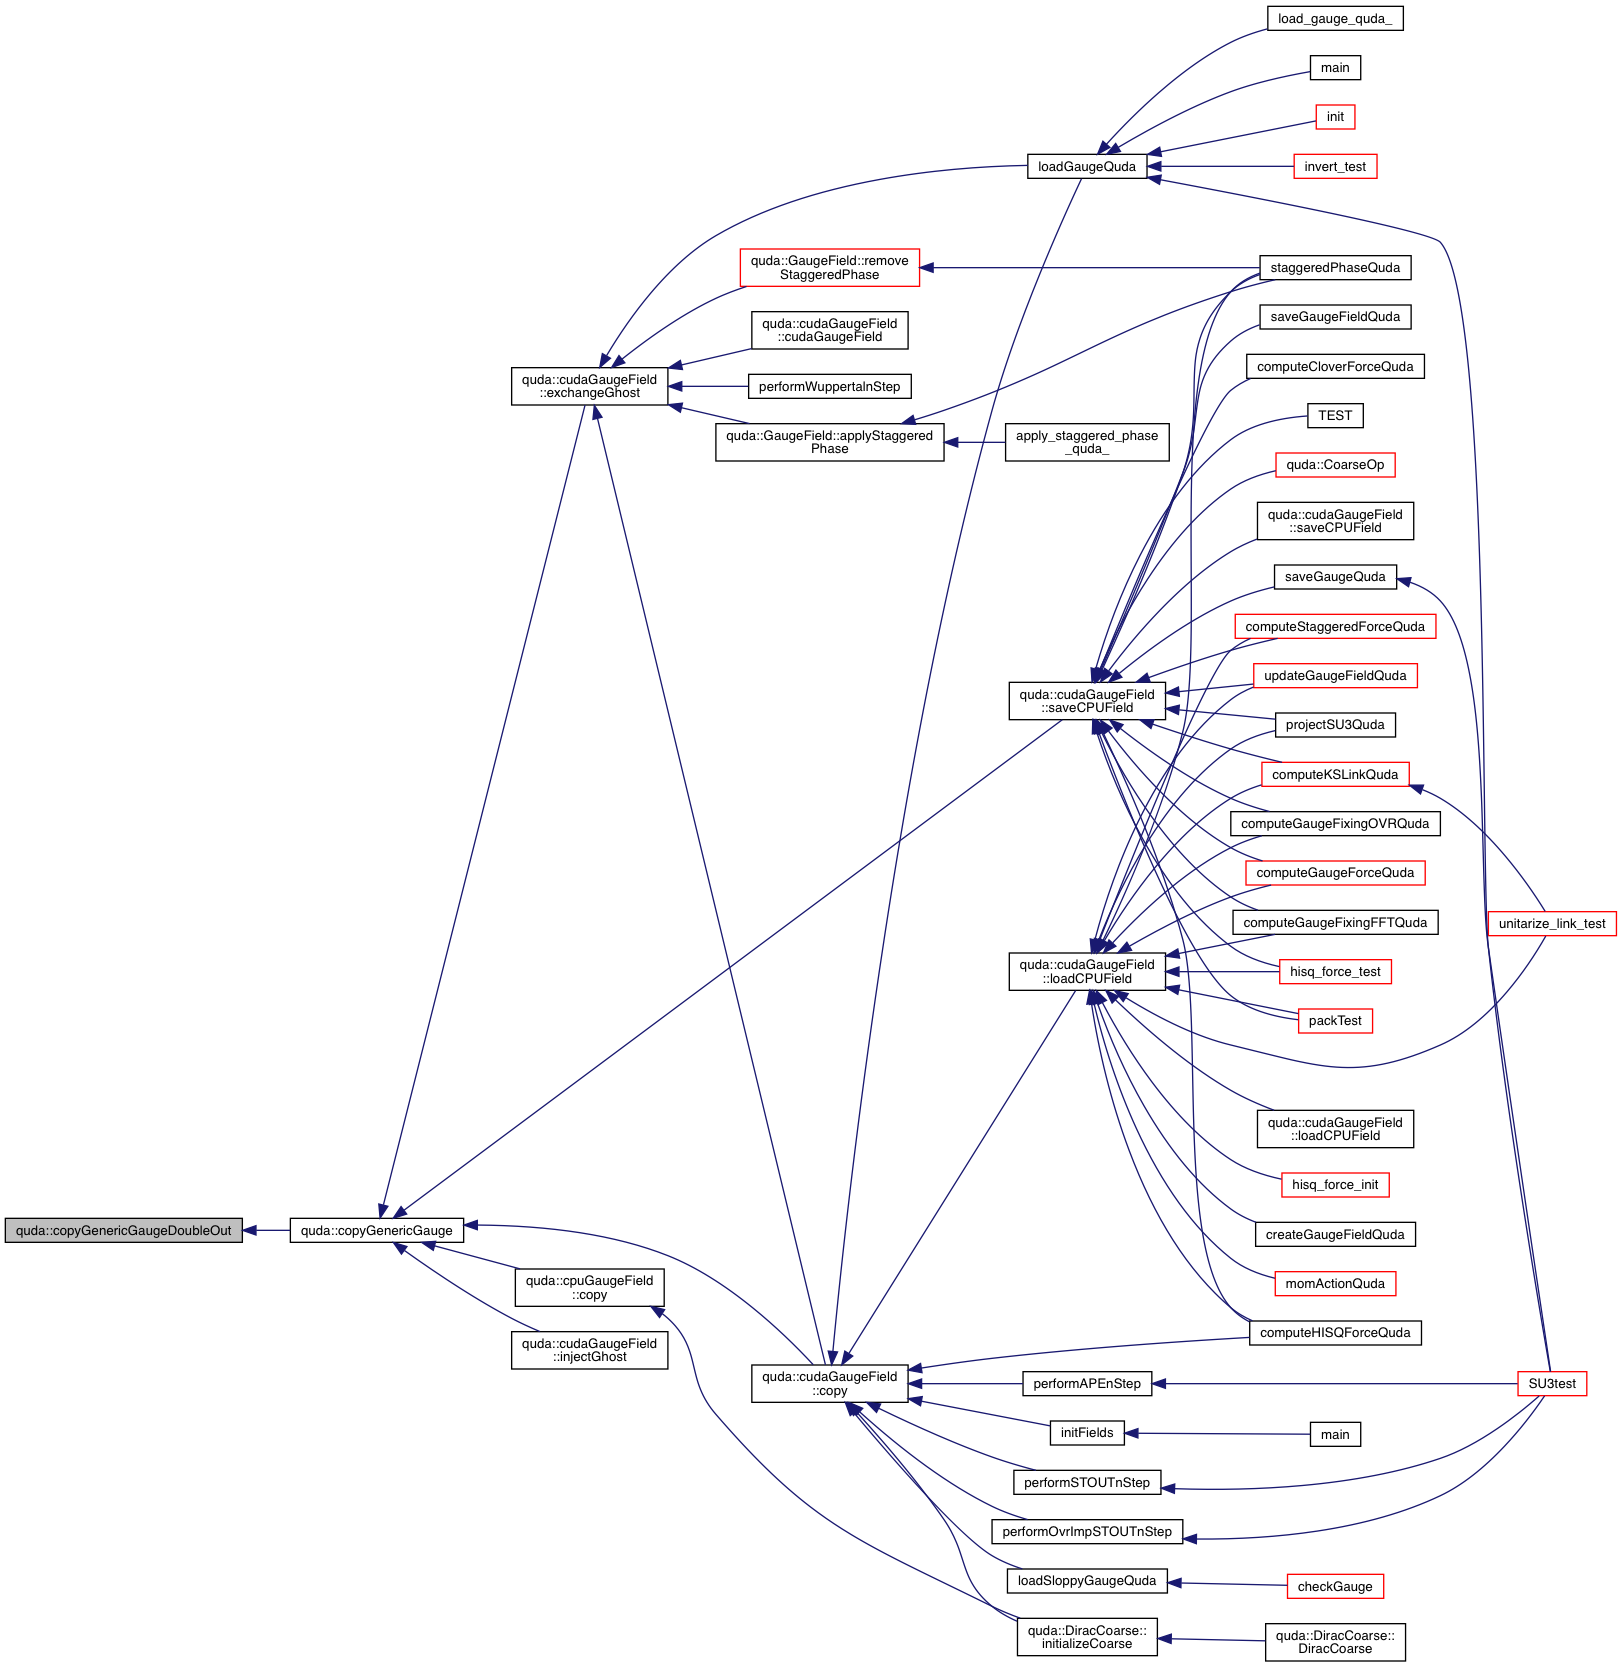 load_gauge_quda_
main
init
loadGaugeQuda
invert_test
quda::GaugeField::remove
StaggeredPhase
staggeredPhaseQuda
quda::cudaGaugeField
::cudaGaugeField
saveGaugeFieldQuda
quda::cudaGaugeField
::exchangeGhost
performWuppertalnStep
computeCloverForceQuda
TEST
quda::GaugeField::applyStaggered
Phase
apply_staggered_phase
_quda_
quda::CoarseOp
quda::cudaGaugeField
::saveCPUField
saveGaugeQuda
computeStaggeredForceQuda
quda::cudaGaugeField
::saveCPUField
updateGaugeFieldQuda
projectSU3Quda
computeKSLinkQuda
computeGaugeFixingOVRQuda
computeGaugeForceQuda
computeGaugeFixingFFTQuda
unitarize_link_test
quda::cudaGaugeField
::loadCPUField
hisq_force_test
packTest
quda::cudaGaugeField
::loadCPUField
hisq_force_init
quda::copyGenericGaugeDoubleOut
quda::copyGenericGauge
createGaugeFieldQuda
quda::cpuGaugeField
::copy
momActionQuda
quda::cudaGaugeField
::injectGhost
computeHISQForceQuda
quda::cudaGaugeField
::copy
performAPEnStep
SU3test
initFields
main
performSTOUTnStep
performOvrImpSTOUTnStep
loadSloppyGaugeQuda
checkGauge
quda::DiracCoarse::
initializeCoarse
quda::DiracCoarse::
DiracCoarse